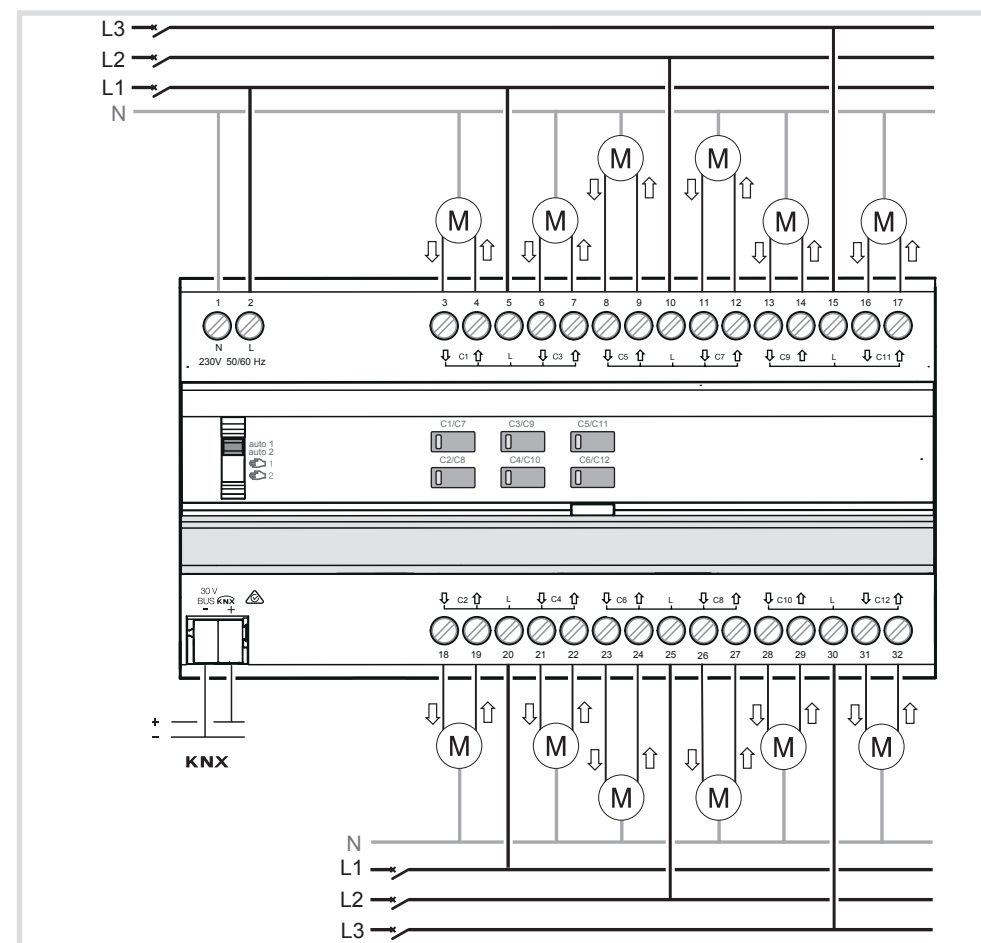 L3
L2
L1
N
M M
M M M M
1 2 3 4 5 6 7 8 9 10 11 12 13 14 15 16 17
N L
C1 L C3 C5 L C7 C9 L C11
230V 50/60 Hz
C1/C7 C3/C9 C5/C11
auto 1
auto 2
1
2
C2/C8 C4/C10 C6/C12
30 V
BUS KNX
- +
C2 L C4 C6 L C8 C10 L C12
18 19 20 21 22 23 24 25 26 27 28 29 30 31 32
+
-
KNX
M M M M
M M
N
L1
L2
L3